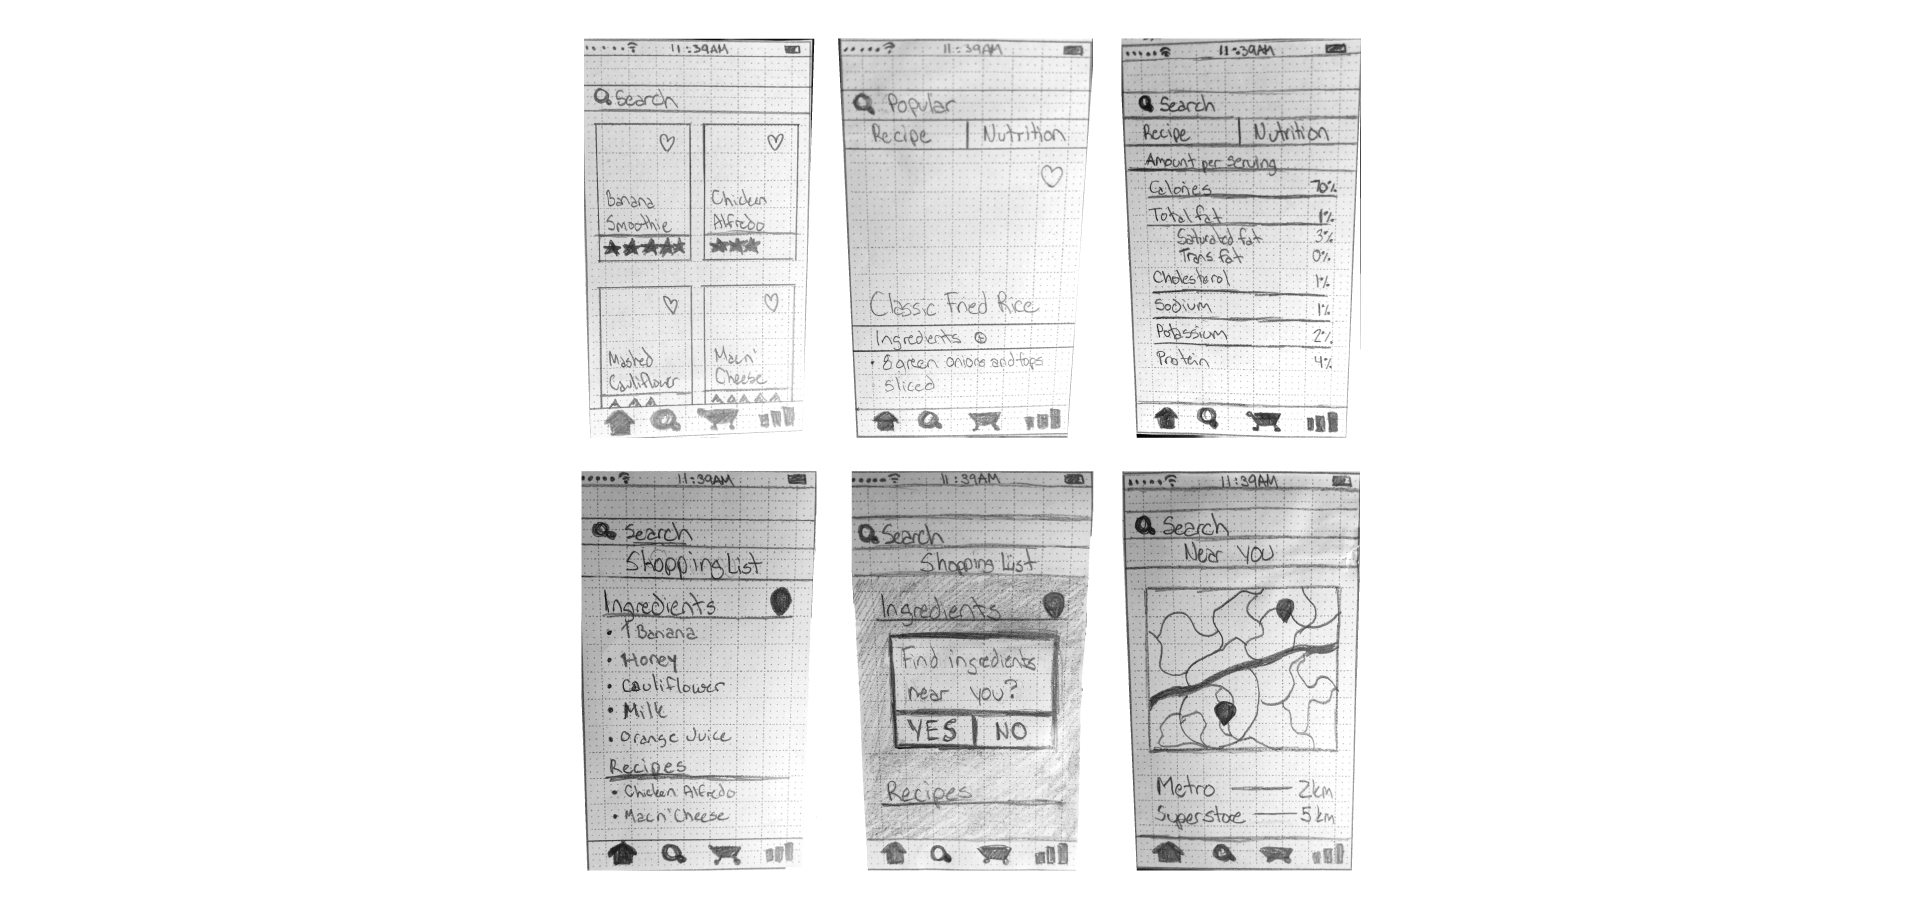 11:39AM
Search
Banana
Smoothie
Chicken
Alfredo
Mashed
Cauliflower
Macn'
Cheese
11:39AM
Popular
Recipe | Nutrition
Classic Fried Rice
Ingredients
• 8 green onions and tops
sliced
11:39AM
Search
Recipe | Nutrition
Amount per serving
Calories 70%
Total fat 1%
Saturated fat 3%
Trans fat 0%
Cholesterol 1%
Sodium 1%
Potassium 2%
Protein 4%
11:39AM
Search
Shopping List
Ingredients
• 1 Banana
• Honey
• Cauliflower
• Milk
• Orange Juice
Recipes
• Chicken Alfredo
• Macn' Cheese
11:39AM
Search
Shopping List
Ingredients
Find ingredients
near you?
YES | NO
Recipes
11:39AM
Search
Near you
Metro — 2km
Superstore — 5km